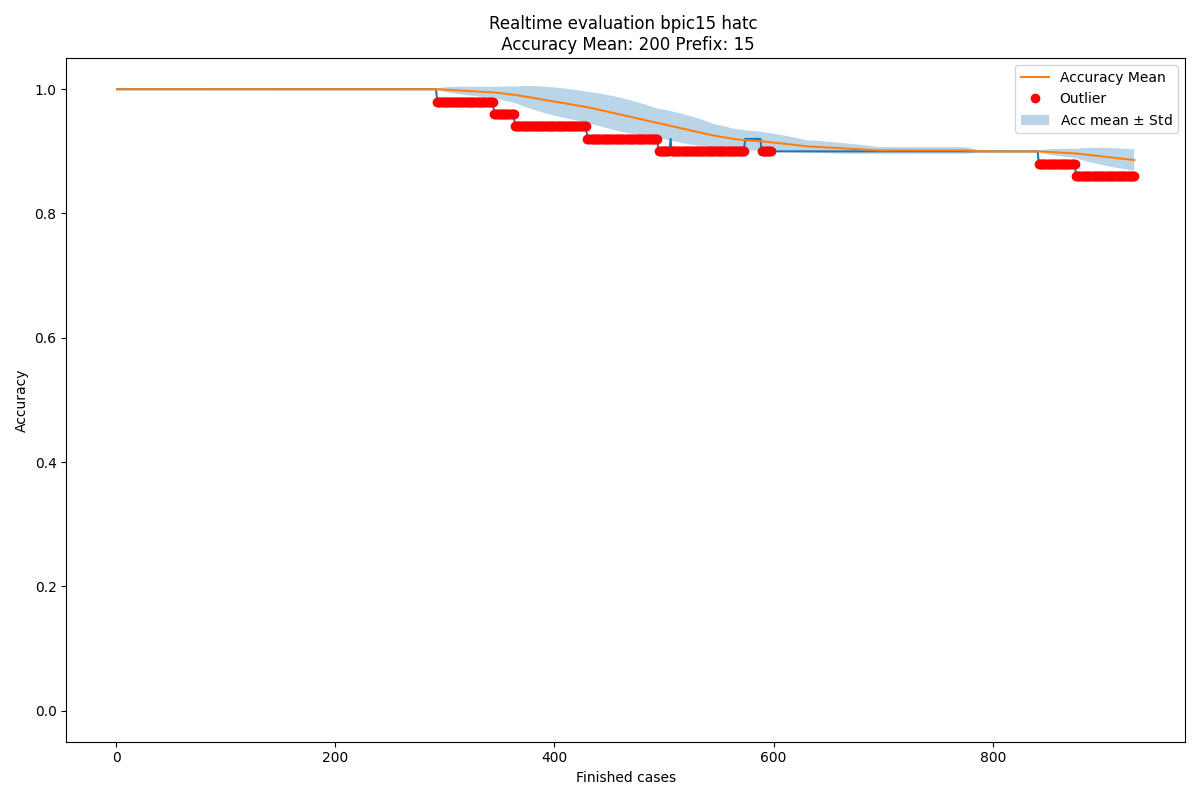 Realtime evaluation bpic15 hatc
Accuracy Mean: 200 Prefix: 15
Accuracy Mean
Outlier
Acc mean ± Std
1.0
0.8
0.6
0.4
0.2
0.0
Accuracy
0 200 400 600 800
Finished cases